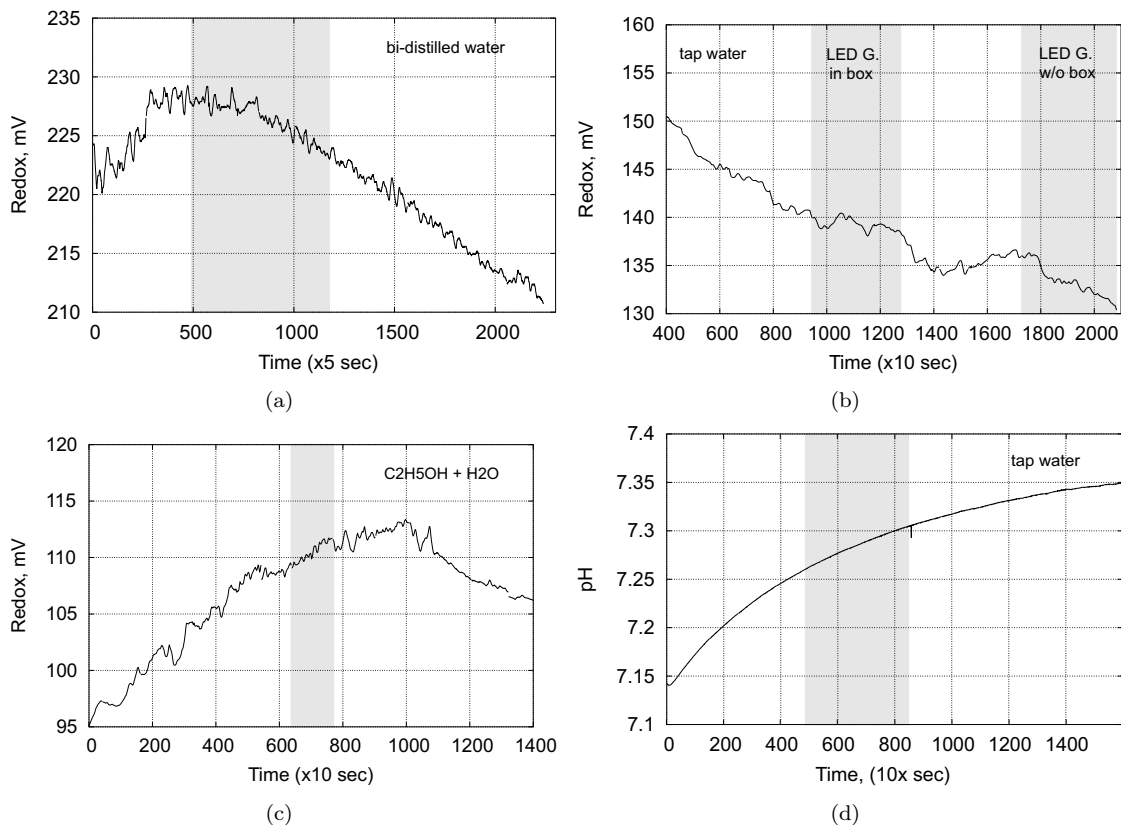 235
230
225
220
215
210
Redox, mV
bi-distilled water
0 500 1000 1500 2000
Time (x5 sec)
(a)
160
155
150
145
140
135
130
Redox, mV
tap water
LED G.
in box
LED G.
w/o box
400 600 800 1000 1200 1400 1600 1800 2000
Time (x10 sec)
(b)
120
115
110
105
100
95
Redox, mV
C2H5OH + H2O
0 200 400 600 800 1000 1200 1400
Time (x10 sec)
(c)
7.4
7.35
7.3
7.25
7.2
7.15
7.1
pH
tap water
0 200 400 600 800 1000 1200 1400
Time, (10x sec)
(d)